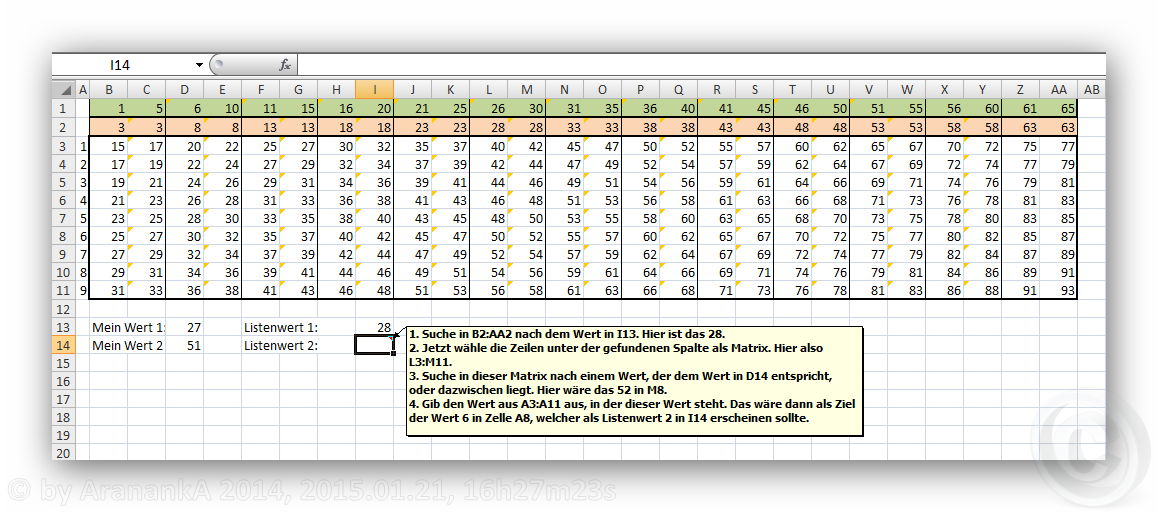 I14 fx
A B C D E F G H I J K L M N O P Q R S T U V W X Y Z AA AB
1 1 5 6 10 11 15 16 20 21 25 26 30 31 35 36 40 41 45 46 50 51 55 56 60 61 65
2 3 3 8 8 13 13 18 18 23 23 28 28 33 33 38 38 43 43 48 48 53 53 58 58 63 63
3 1 15 17 20 22 25 27 30 32 35 37 40 42 45 47 50 52 55 57 60 62 65 67 70 72 75 77
4 2 17 19 22 24 27 29 32 34 37 39 42 44 47 49 52 54 57 59 62 64 67 69 72 74 77 79
5 3 19 21 24 26 29 31 34 36 39 41 44 46 49 51 54 56 59 61 64 66 69 71 74 76 79 81
6 4 21 23 26 28 31 33 36 38 41 43 46 48 51 53 56 58 61 63 66 68 71 73 76 78 81 83
7 5 23 25 28 30 33 35 38 40 43 45 48 50 53 55 58 60 63 65 68 70 73 75 78 80 83 85
8 6 25 27 30 32 35 37 40 42 45 47 50 52 55 57 60 62 65 67 70 72 75 77 80 82 85 87
9 7 27 29 32 34 37 39 42 44 47 49 52 54 57 59 62 64 67 69 72 74 77 79 82 84 87 89
10 8 29 31 34 36 39 41 44 46 49 51 54 56 59 61 64 66 69 71 74 76 79 81 84 86 89 91
11 9 31 33 36 38 41 43 46 48 51 53 56 58 61 63 66 68 71 73 76 78 81 83 86 88 91 93
12
13 Mein Wert 1: 27 Listenwert 1: 28
14 Mein Wert 2 51 Listenwert 2:
15
16
17
18
19
20
1. Suche in B2:AA2 nach dem Wert in I13. Hier ist das 28.
2. Jetzt wähle die Zeilen unter der gefundenen Spalte als Matrix. Hier also
L3:M11.
3. Suche in dieser Matrix nach einem Wert, der dem Wert in D14 entspricht,
oder dazwischen liegt. Hier wäre das 52 in M8.
4. Gib den Wert aus A3:A11 aus, in der dieser Wert steht. Das wäre dann als Ziel
der Wert 6 in Zelle A8, welcher als Listenwert 2 in I14 erscheinen sollte.
© by AranankA 2014, 2015.01.21, 16h27m23s